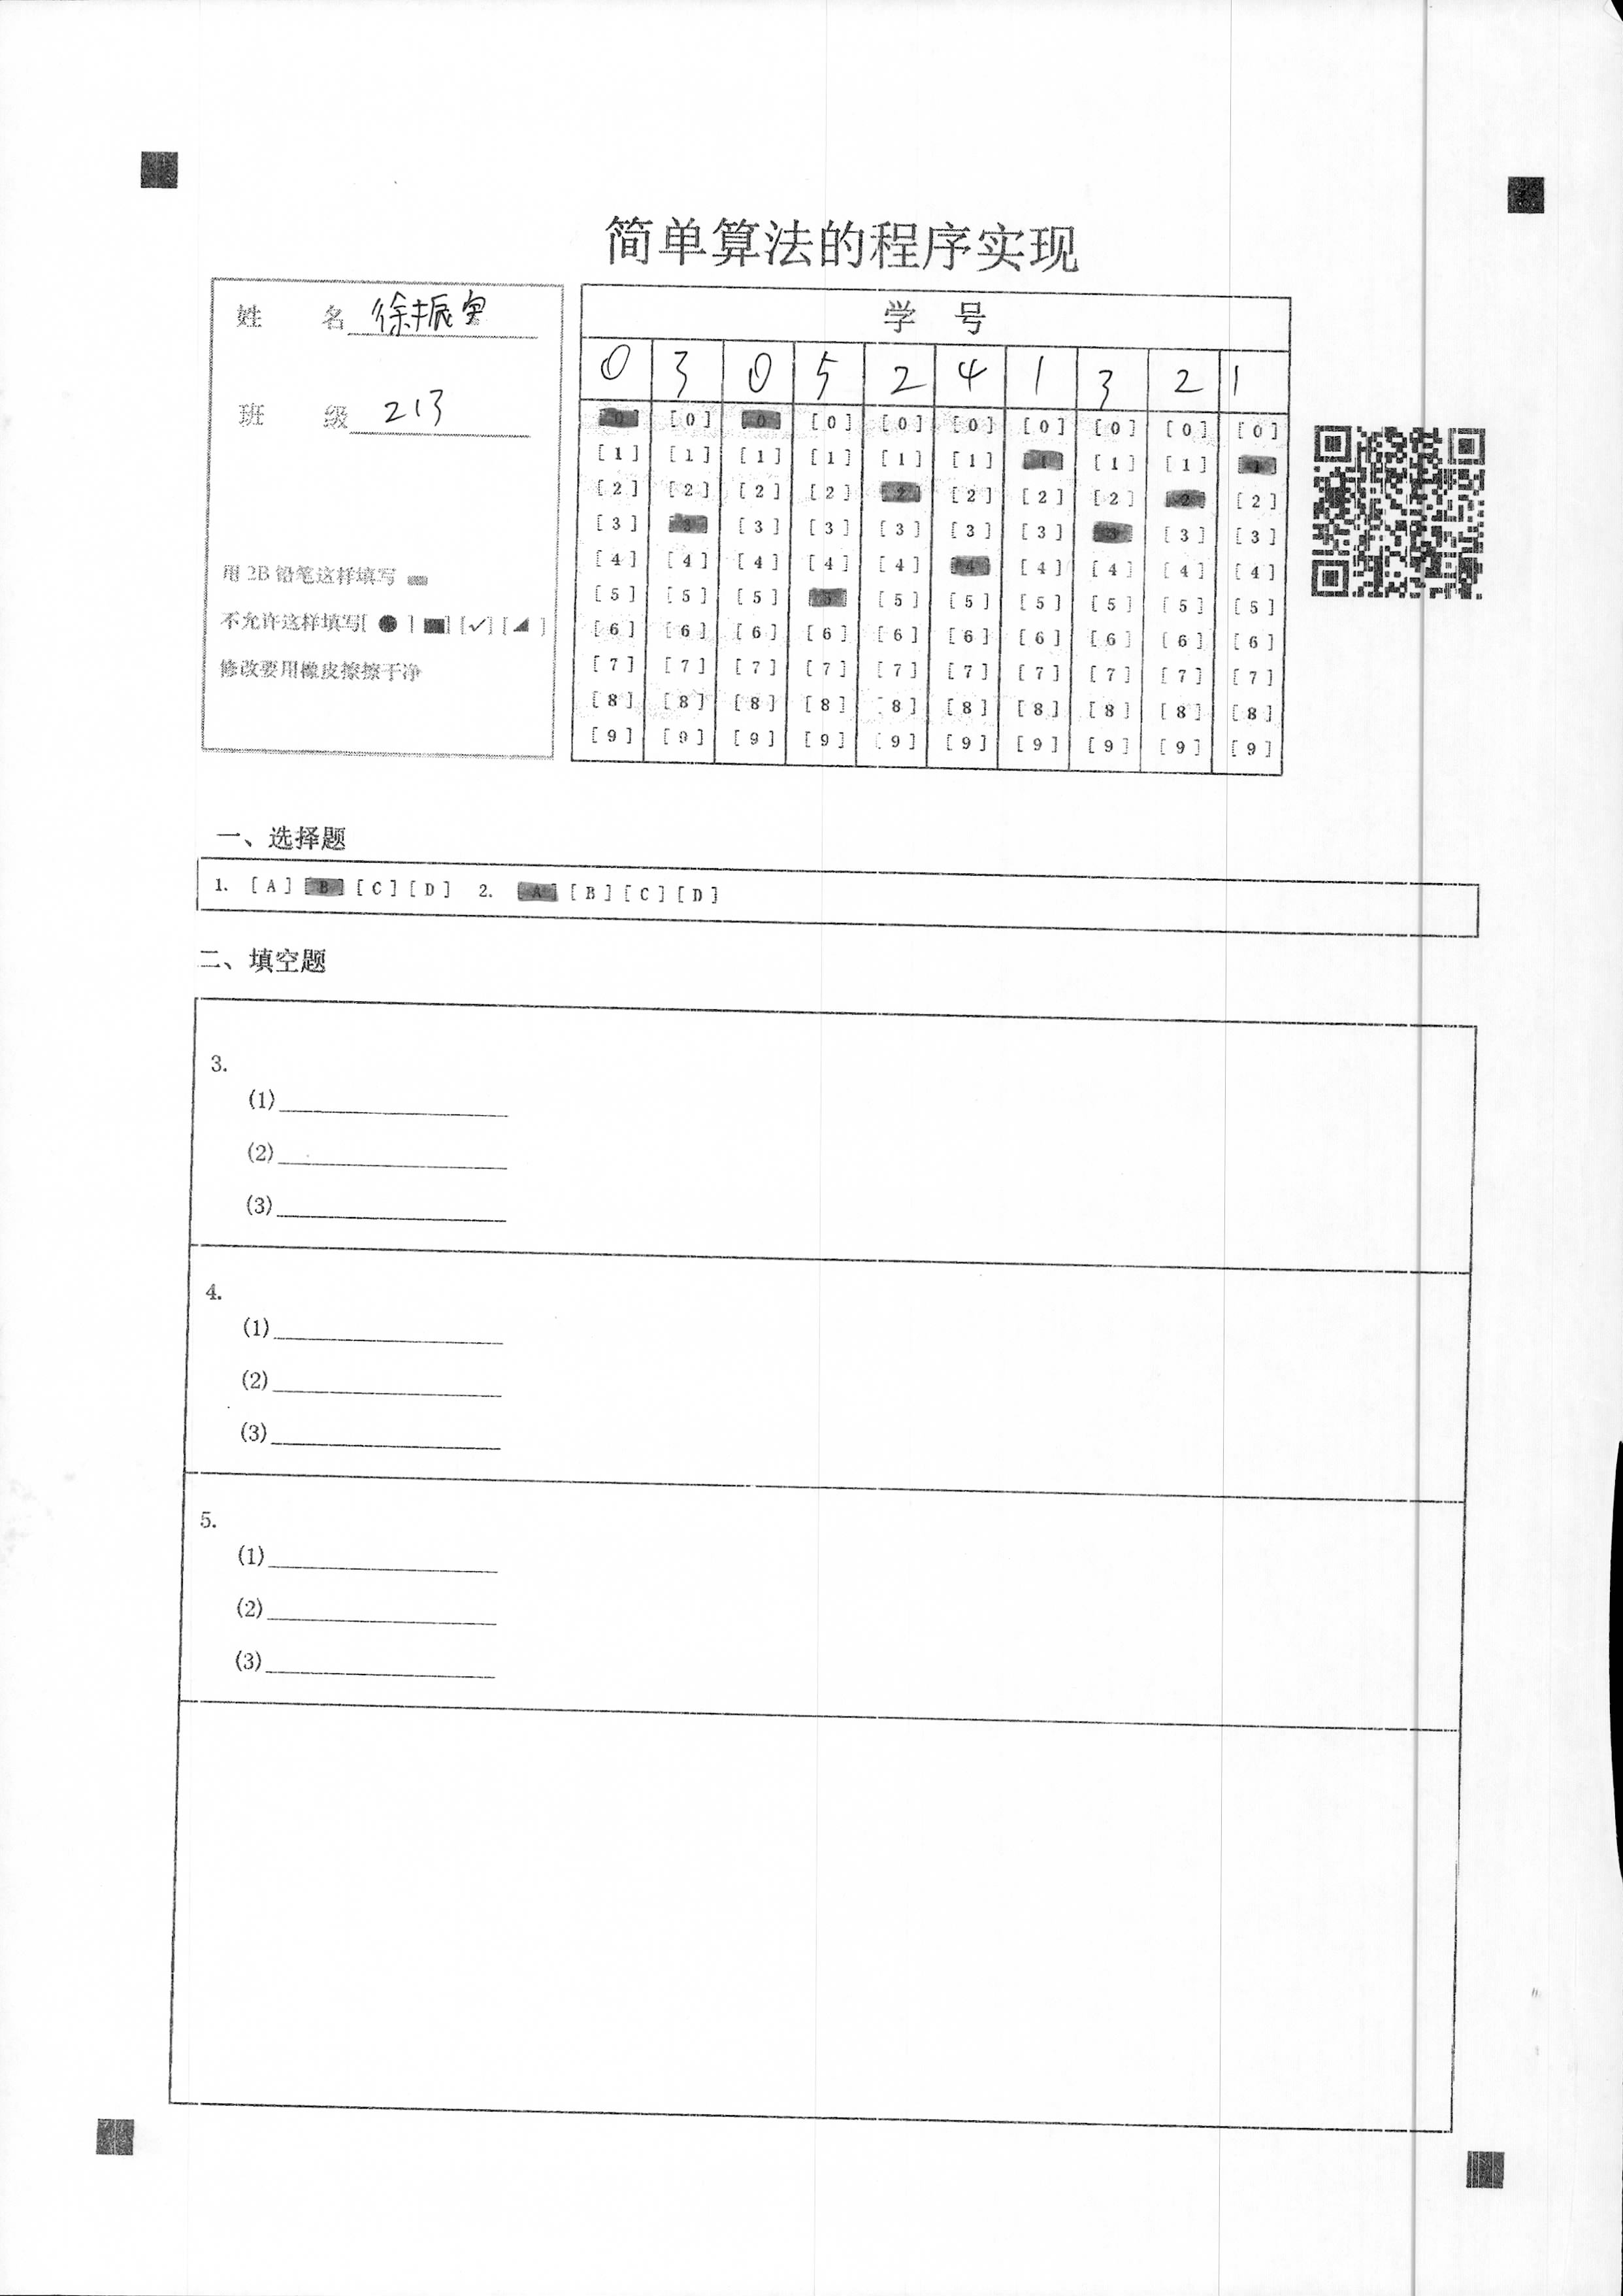 简单算法的程序实现
姓 名 徐振寅
班 级 213
用 2B 铅笔这样填写
不允许这样填写[ ● ] ■ [✓] [◢ ]
修改要用橡皮擦擦干净
学 号
0 3 0 5 2 4 1 3 2 1
[0] [0] [0] [0] [0] [0] [0] [0] [0] [0]
[1] [1] [1] [1] [1] [1] [1] [1] [1] [1]
[2] [2] [2] [2] [2] [2] [2] [2] [2] [2]
[3] [3] [3] [3] [3] [3] [3] [3] [3] [3]
[4] [4] [4] [4] [4] [4] [4] [4] [4] [4]
[5] [5] [5] [5] [5] [5] [5] [5] [5] [5]
[6] [6] [6] [6] [6] [6] [6] [6] [6] [6]
[7] [7] [7] [7] [7] [7] [7] [7] [7] [7]
[8] [8] [8] [8] [8] [8] [8] [8] [8] [8]
[9] [9] [9] [9] [9] [9] [9] [9] [9] [9]
一、选择题
1. [A] [B] [C] [D] 2. [A] [B] [C] [D]
二、填空题
3.
(1)
(2)
(3)
4.
(1)
(2)
(3)
5.
(1)
(2)
(3)